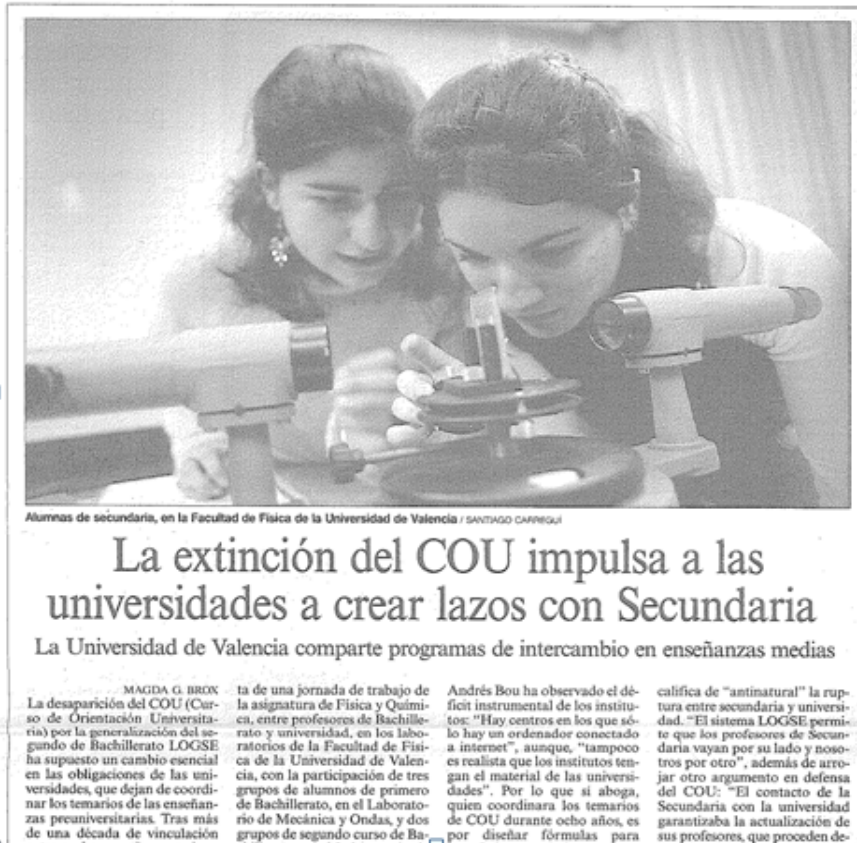 Alumnas de secundaria, en la Facultad de Física de la Universidad de Valencia / SANTIAGO CARREGUÍ
La extinción del COU impulsa a las
universidades a crear lazos con Secundaria
La Universidad de Valencia comparte programas de intercambio en enseñanzas medias
MAGDA G. BROX
La desaparición del COU (Cur-
so de Orientación Universita-
ria) por la generalización del se-
gundo de Bachillerato LOGSE
ha supuesto un cambio esencial
en las obligaciones de las uni-
versidades, que dejan de coordi-
nar los temarios de las enseñan-
zas preuniversitarias. Tras más
de una década de vinculación
ta de una jornada de trabajo de
la asignatura de Física y Quími-
ca, entre profesores de Bachille-
rato y universidad, en los labo-
ratorios de la Facultad de Físi-
ca de la Universidad de Valen-
cia, con la participación de tres
grupos de alumnos de primero
de Bachillerato, en el Laborato-
rio de Mecánica y Ondas, y dos
grupos de segundo curso de Ba-
Andrés Bou ha observado el dé-
ficit instrumental de los institu-
tos: "Hay centros en los que só-
lo hay un ordenador conectado
a internet", aunque, "tampoco
es realista que los institutos ten-
gan el material de las universi-
dades". Por lo que sí aboga,
quien coordinara los temarios
de COU durante ocho años, es
por diseñar fórmulas para
califica de "antinatural" la rup-
tura entre secundaria y universi-
dad. "El sistema LOGSE permi-
te que los profesores de Secun-
daria vayan por su lado y noso-
tros por otro", además de arro-
jar otro argumento en defensa
del COU: "El contacto de la
Secundaria con la universidad
garantizaba la actualización de
sus profesores, que proceden de-